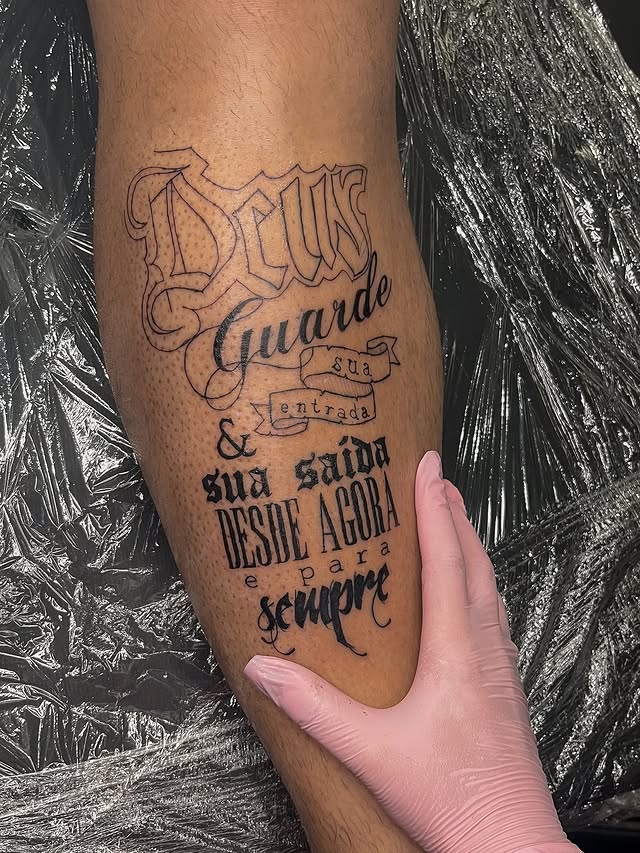 Deus
Guarde
sua
entrada
&
sua saída
DESDE AGORA
e para
sempre